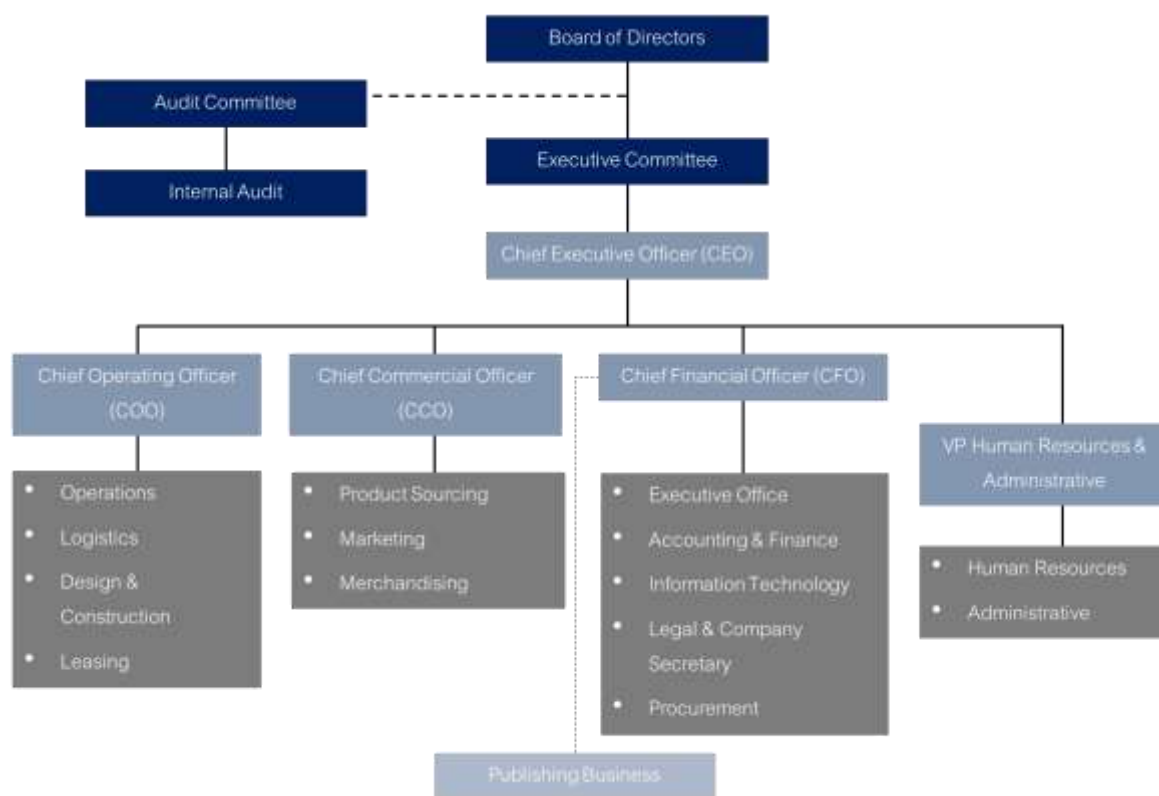 Board of Directors
Audit Committee
Executive Committee
Internal Audit
Chief Executive Officer (CEO)
Chief Operating Officer
(COO)
Chief Commercial Officer
(CCO)
Chief Financial Officer (CFO)
VP Human Resources &
Administrative
• Operations
• Logistics
• Design &
Construction
• Leasing
• Product Sourcing
• Marketing
• Merchandising
• Executive Office
• Accounting & Finance
• Information Technology
• Legal & Company
Secretary
• Procurement
• Human Resources
• Administrative
Publishing Business